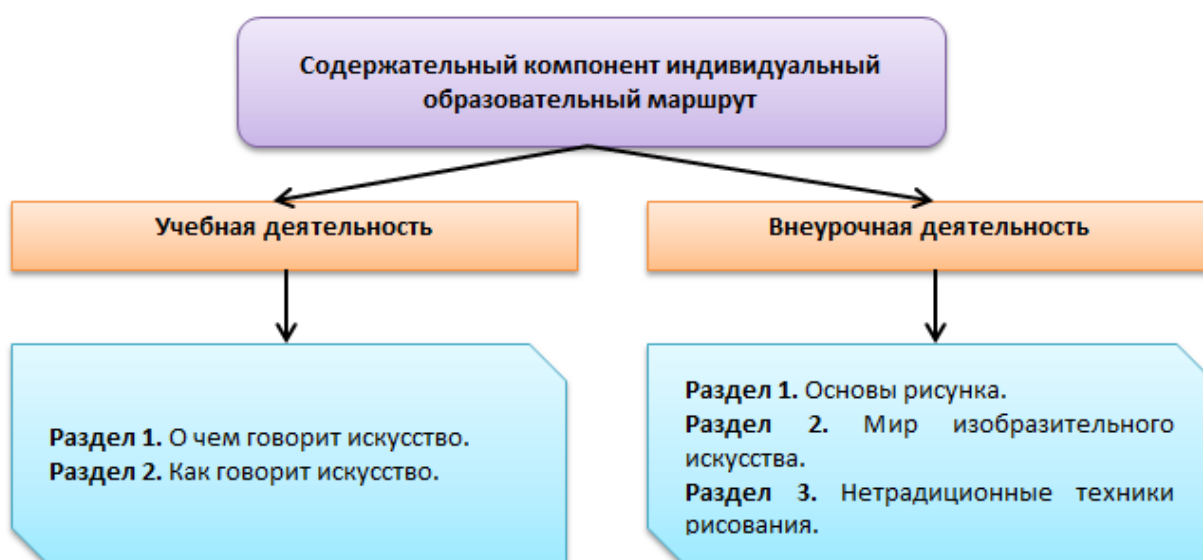 Содержательный компонент индивидуальный
образовательный маршрут
Учебная деятельность
Внеурочная деятельность
Раздел 1. О чем говорит искусство.
Раздел 2. Как говорит искусство.
Раздел 1. Основы рисунка.
Раздел 2. Мир изобразительного
искусства.
Раздел 3. Нетрадиционные техники
рисования.